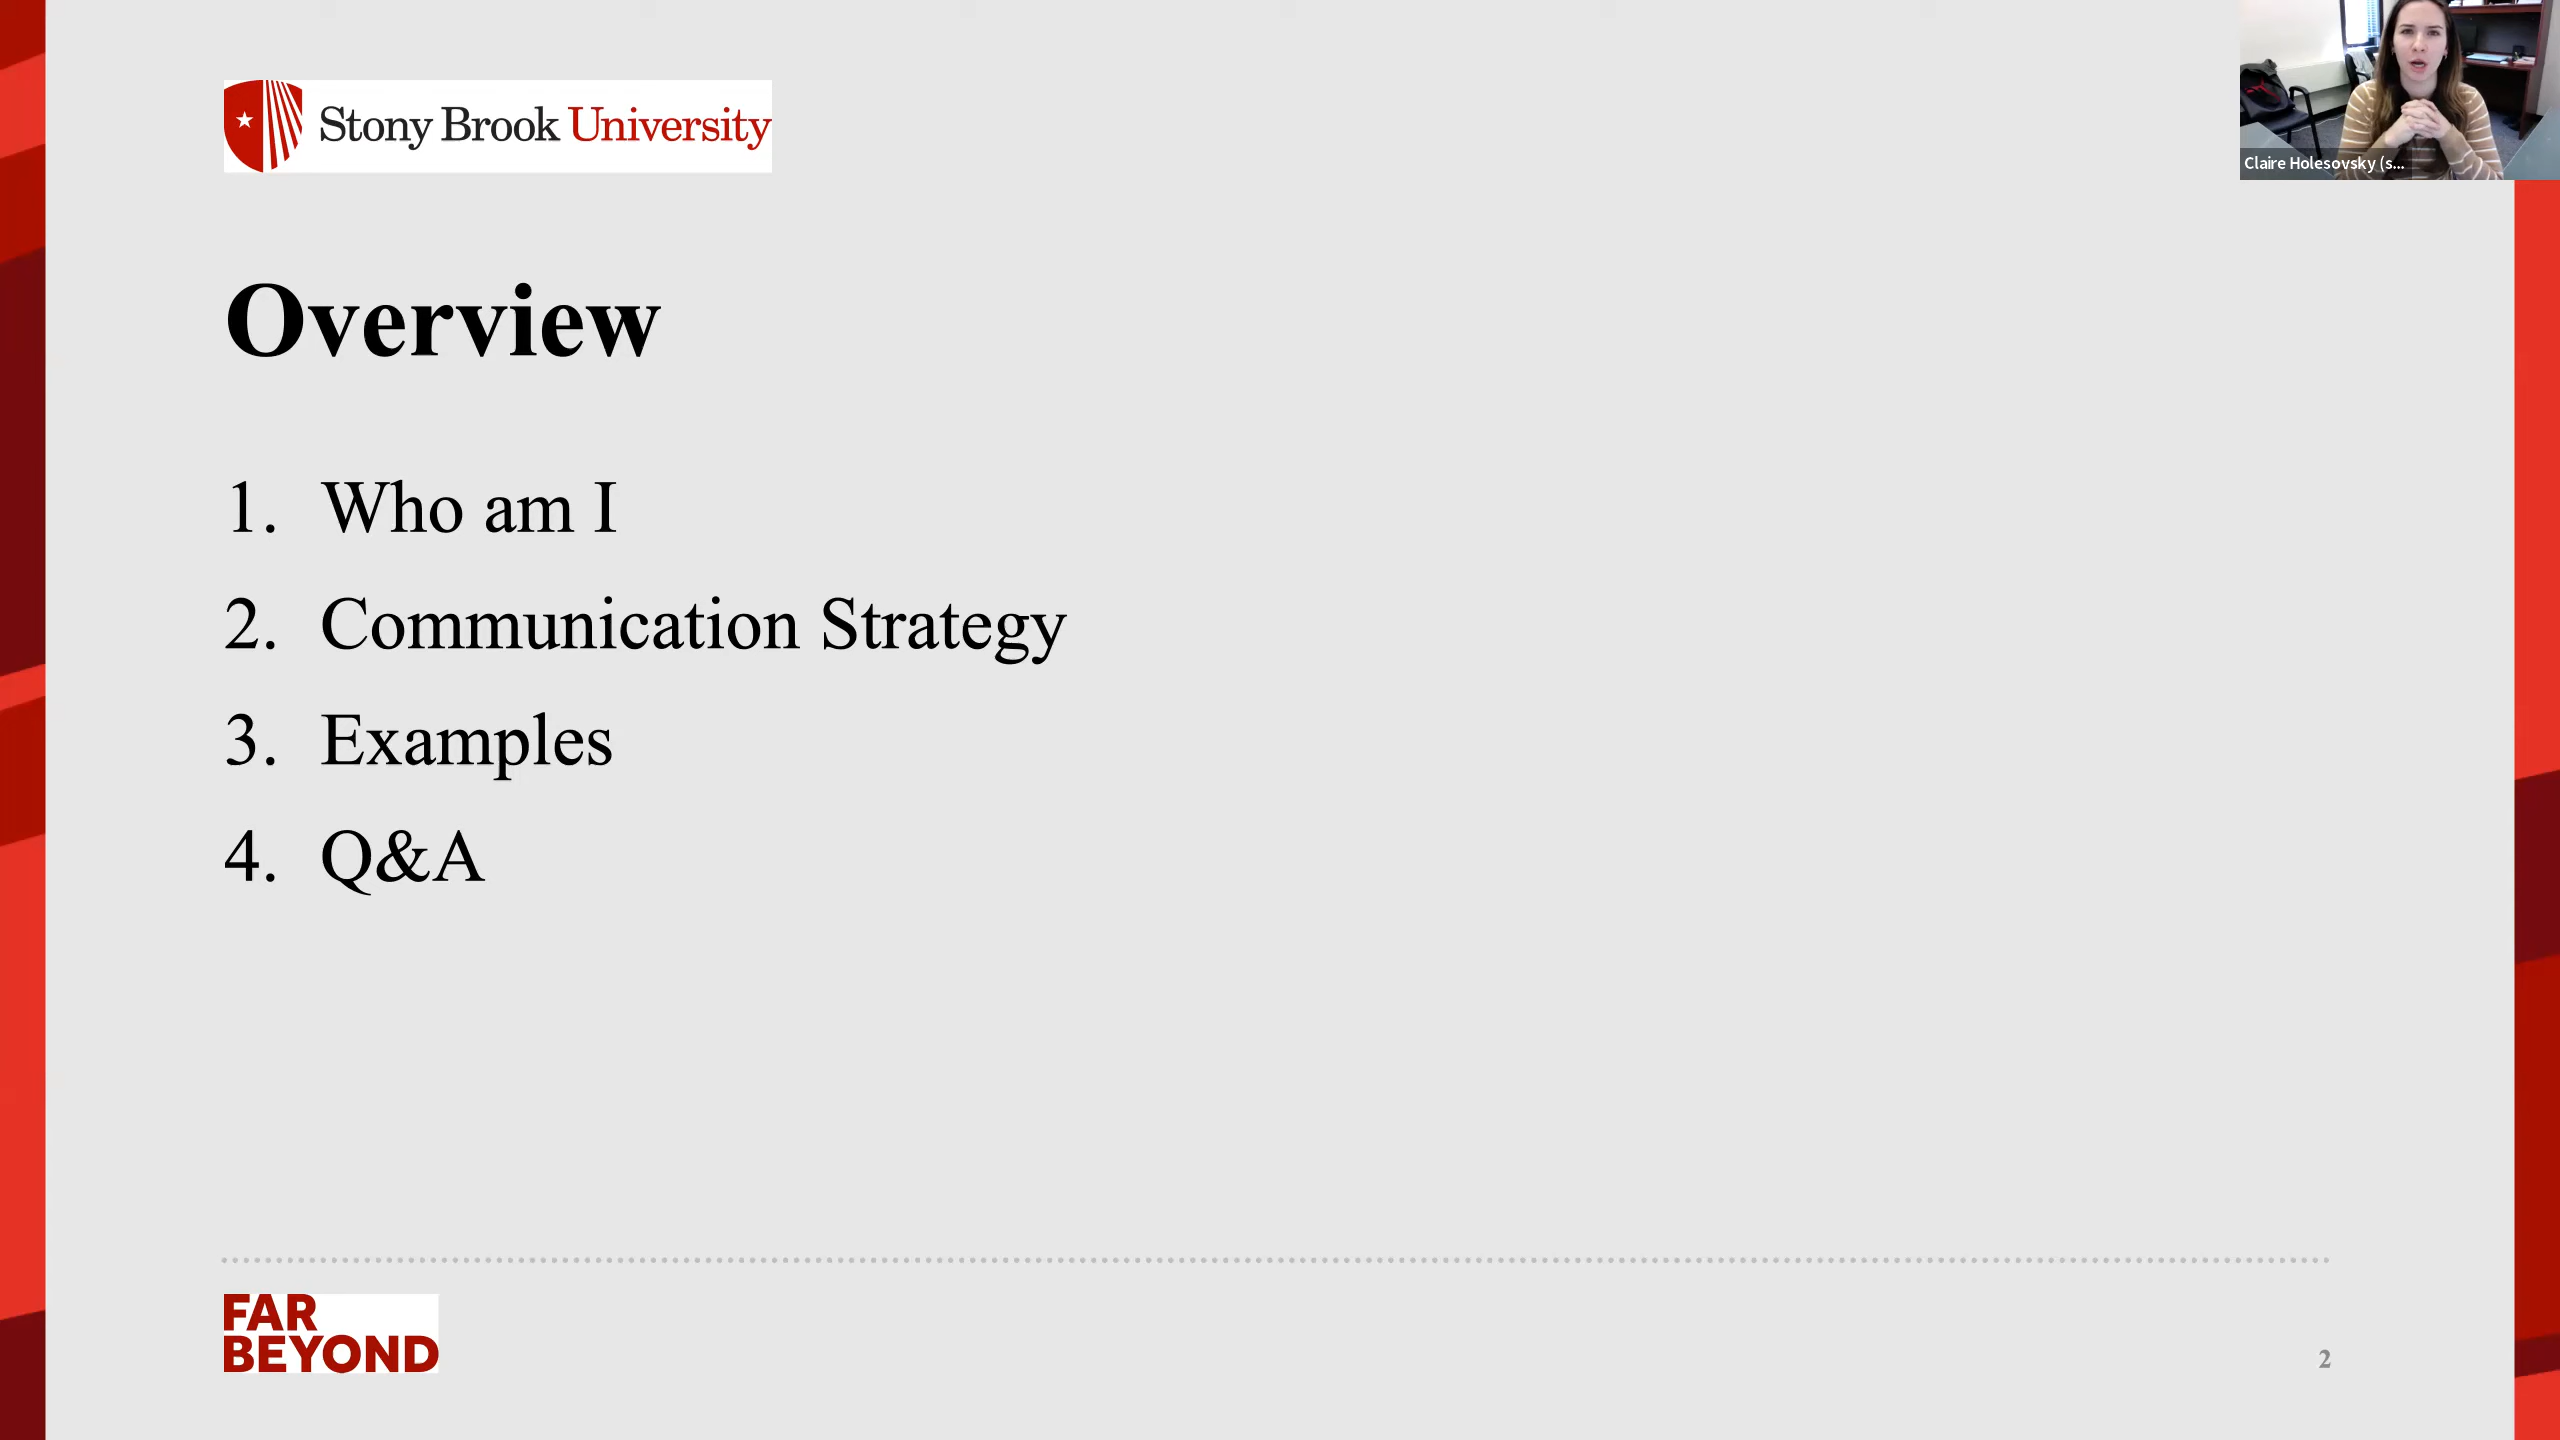 Stony Brook University
Claire Holesovsky (s...
Overview
1. Who am I
2. Communication Strategy
3. Examples
4. Q&A
FAR
BEYOND
2